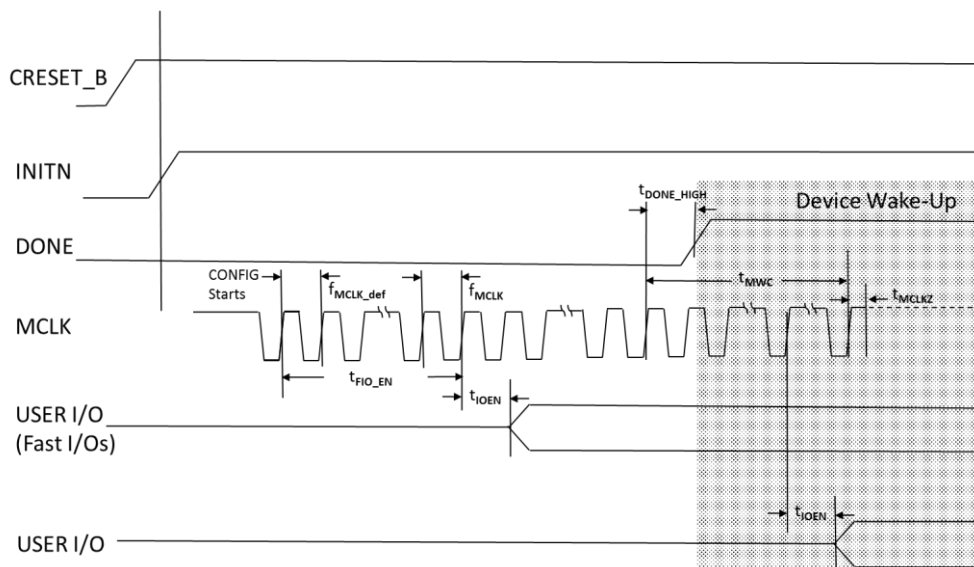 CRESET_B
INITN
tDONE_HIGH
Device Wake-Up
DONE
CONFIG
Starts
fMCLK_def
fMCLK
tMWC
tMCLKZ
MCLK
tFIO_EN
tIOEN
USER I/O
(Fast I/Os)
tIOEN
USER I/O